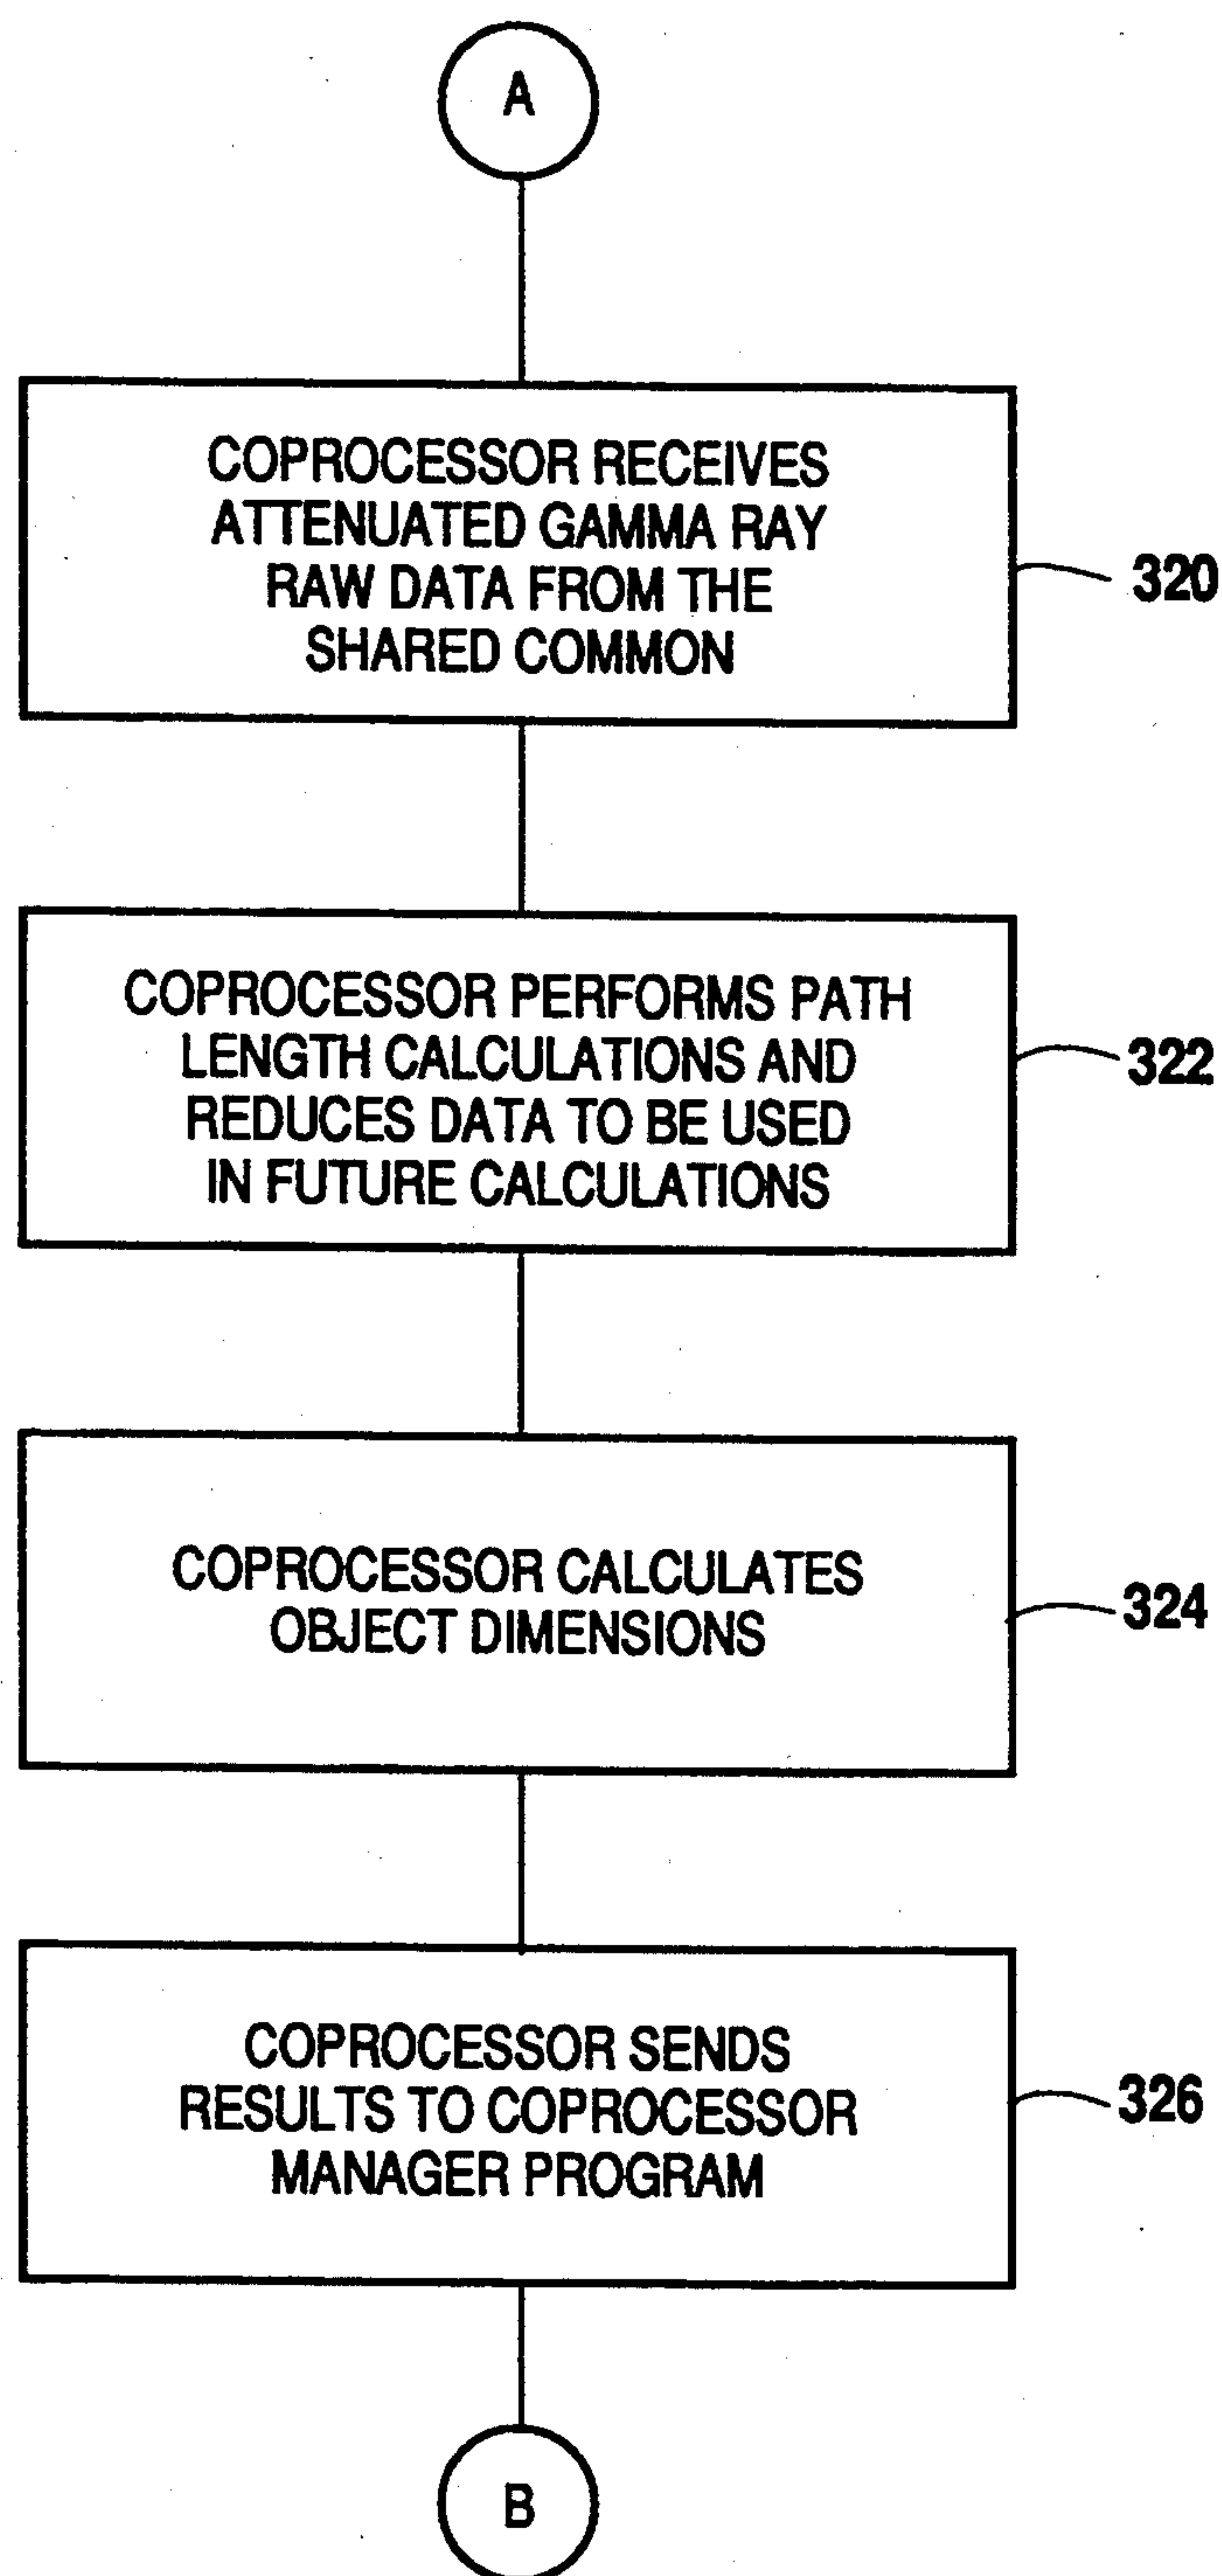 A
COPROCESSOR RECEIVES
ATTENUATED GAMMA RAY
RAW DATA FROM THE
SHARED COMMON
320
COPROCESSOR PERFORMS PATH
LENGTH CALCULATIONS AND
REDUCES DATA TO BE USED
IN FUTURE CALCULATIONS
322
COPROCESSOR CALCULATES
OBJECT DIMENSIONS
324
COPROCESSOR SENDS
RESULTS TO COPROCESSOR
MANAGER PROGRAM
326
B